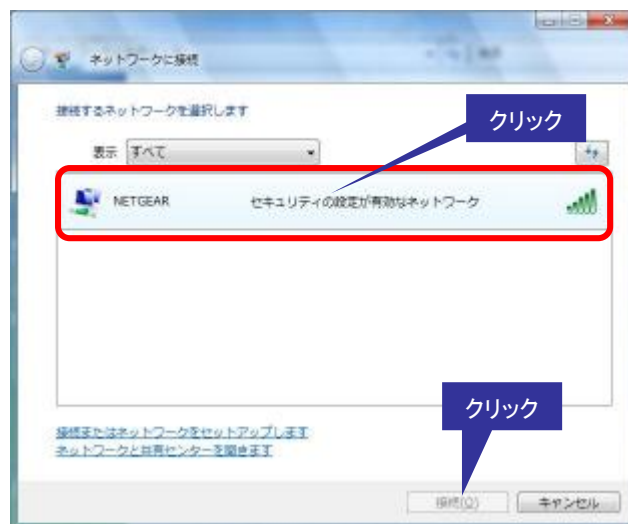 ネットワークに接続
接続するネットワークを選択します
クリック
表示 すべて
NETGEAR セキュリティの設定が有効なネットワーク
クリック
接続またはネットワークをセットアップします
ネットワークと共有センターを開きます
接続(O) キャンセル